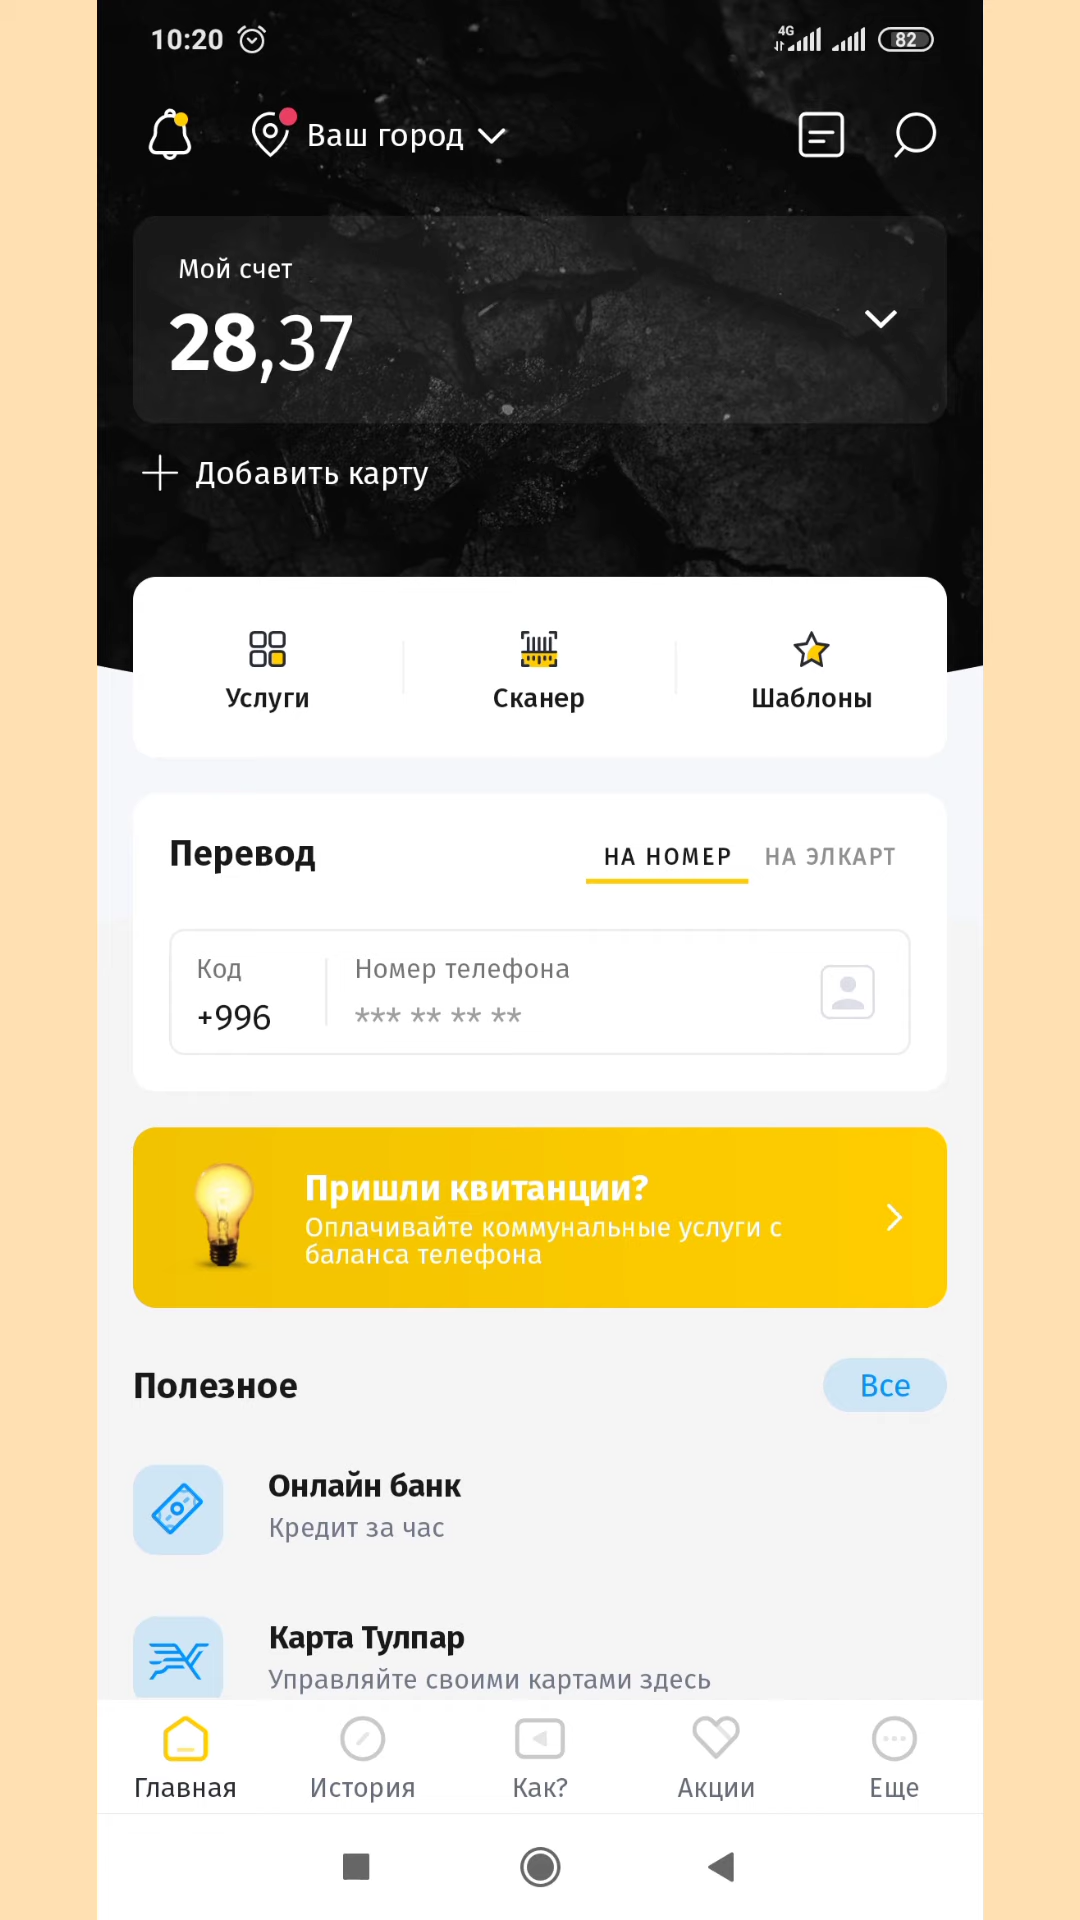 10:20
4G
82
Ваш город
Мой счет
28,37
Добавить карту
Услуги
Сканер
Шаблоны
Перевод
НА НОМЕР
НА ЭЛКАРТ
Код
Номер телефона
+996
*** ** ** **
Пришли квитанции?
Оплачивайте коммунальные услуги с
баланса телефона
Полезное
Все
Онлайн банк
Кредит за час
Карта Тулпар
Управляйте своими картами здесь
Главная
История
Как?
Акции
Еще